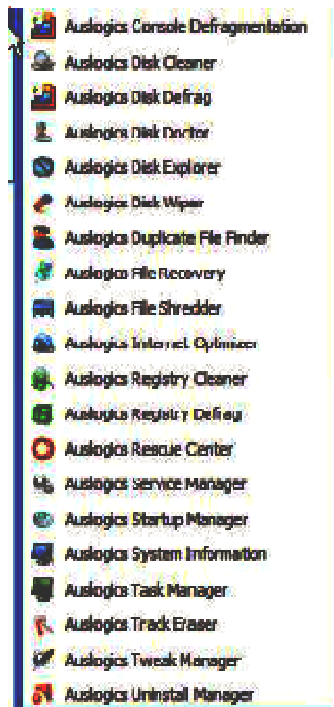 Auslogics Console Defragmentation
Auslogics Disk Cleaner
Auslogics Disk Defrag
Auslogics Disk Doctor
Auslogics Disk Explorer
Auslogics Disk Wiper
Auslogics Duplicate File Finder
Auslogics File Recovery
Auslogics File Shredder
Auslogics Internet Optimizer
Auslogics Registry Cleaner
Auslogics Registry Defrag
Auslogics Rescue Center
Auslogics Service Manager
Auslogics Startup Manager
Auslogics System Information
Auslogics Task Manager
Auslogics Track Eraser
Auslogics Tweak Manager
Auslogics Uninstall Manager